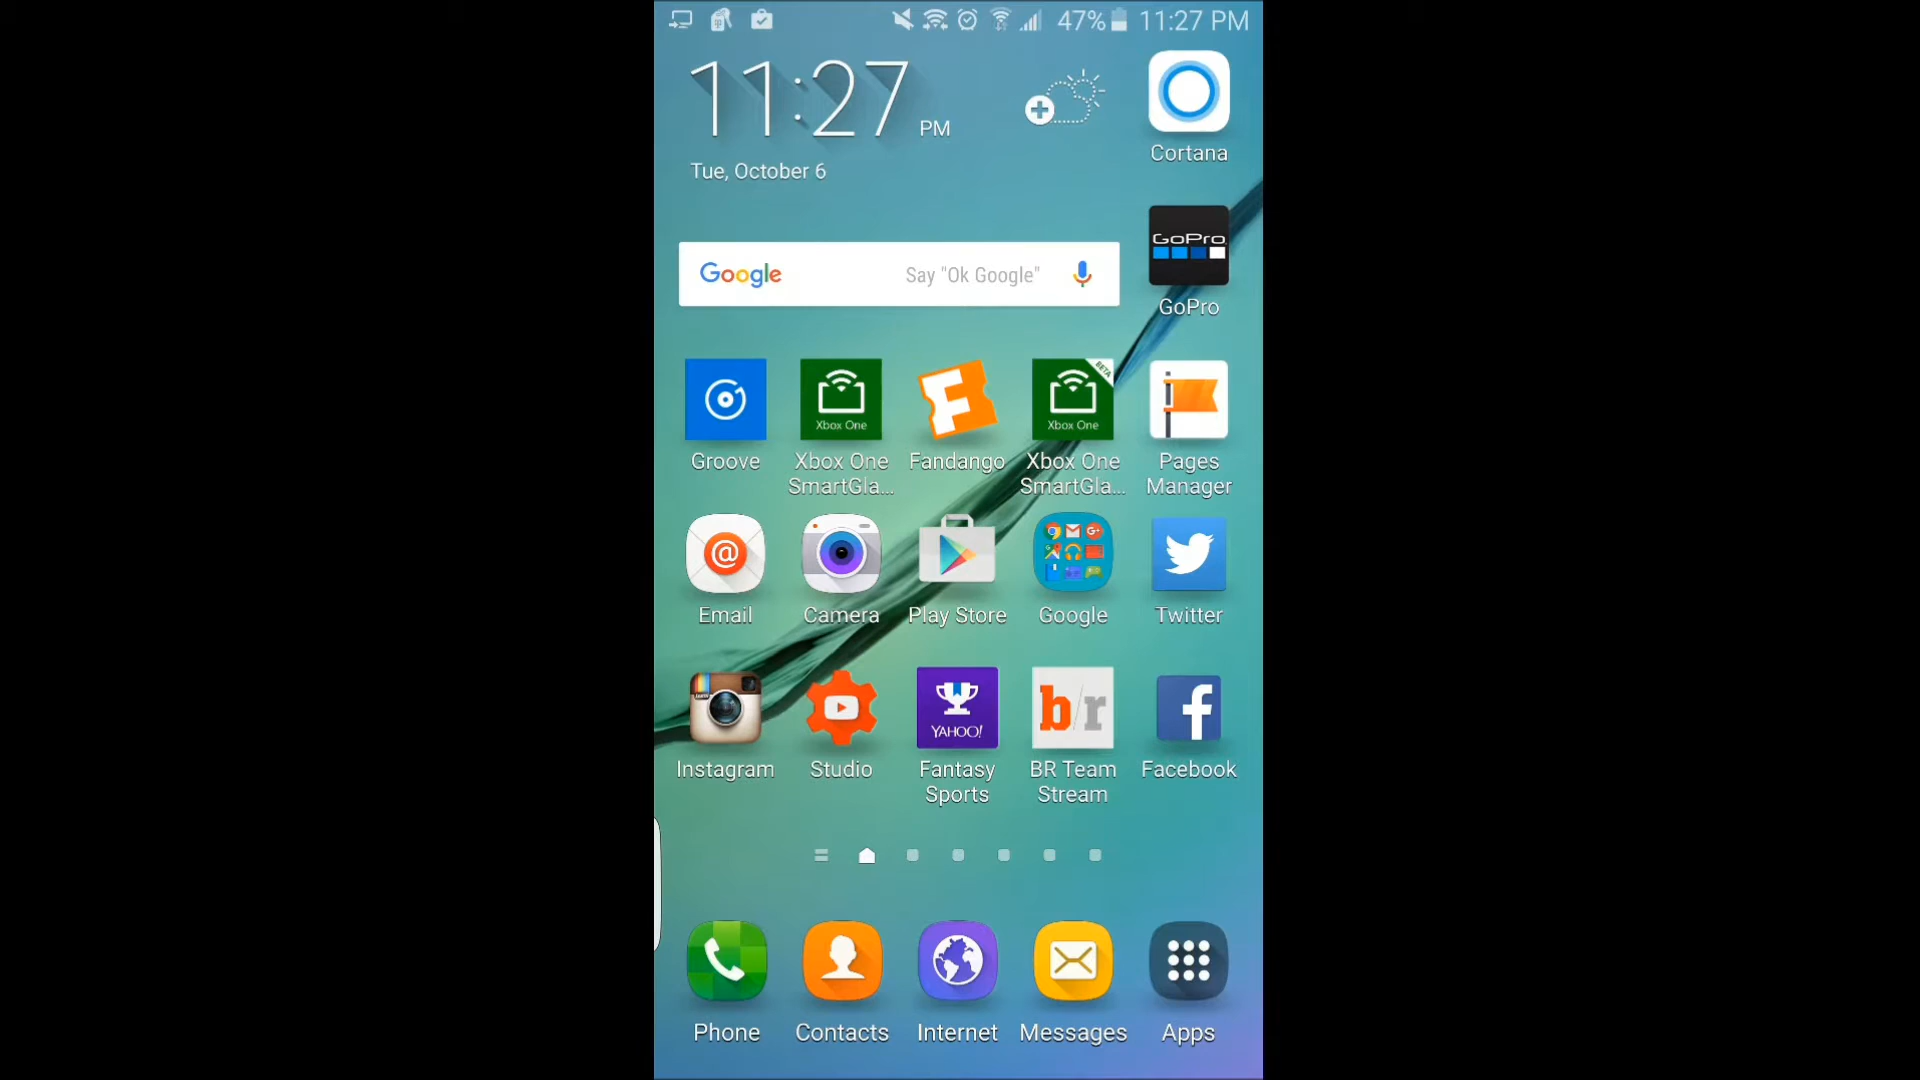 47% 11:27 PM
11:27 PM
Tue, October 6
Cortana
Google Say "Ok Google"
GoPro
GoPro
Xbox One
Xbox One
BETA
Groove
Xbox One
SmartGla...
Fandango
Xbox One
SmartGla...
Pages
Manager
Email
Camera
Play Store
Google
Twitter
YAHOO!
b/r
Instagram
Studio
Fantasy
Sports
BR Team
Stream
Facebook
Phone
Contacts
Internet
Messages
Apps